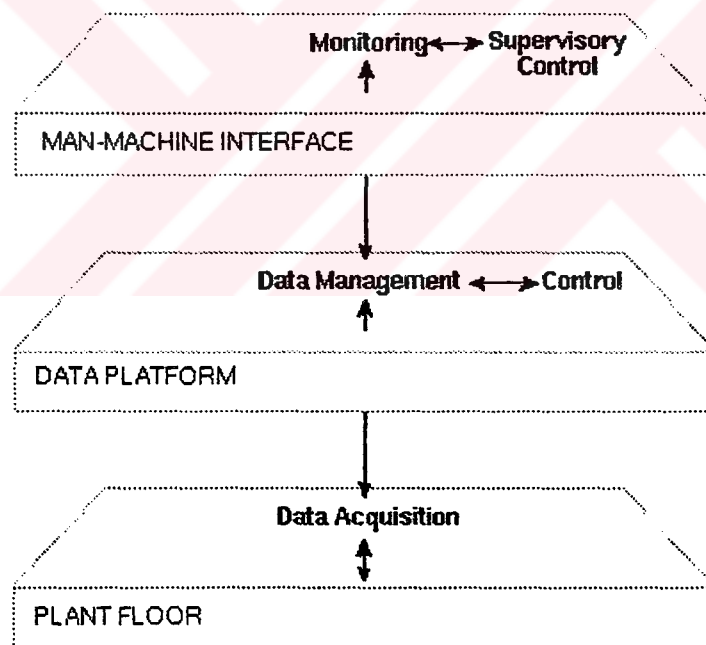 Monitoring Supervisory
Control
MAN-MACHINE INTERFACE
Data Management Control
DATA PLATFORM
Data Acquisition
PLANT FLOOR